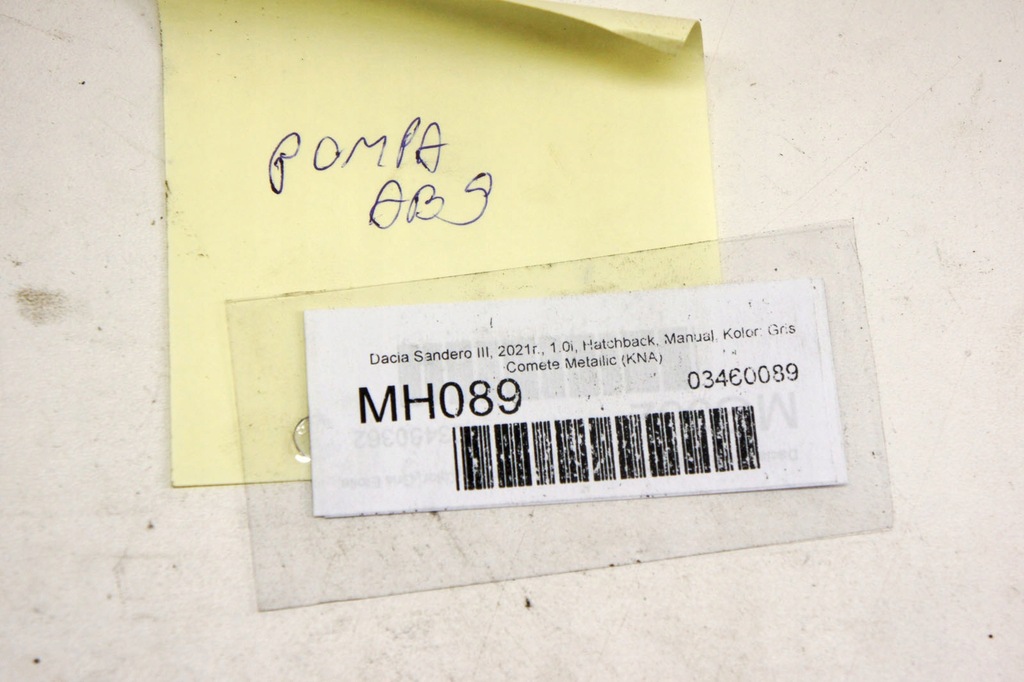 POMPA
ABS
Dacia Sandero III, 2021r., 1.0i, Hatchback, Manual, Kolor: Gris
Comete Metallic (KNA)
MH089
03460089